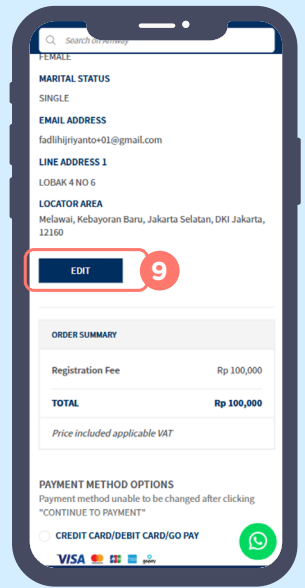 Search on Amway
FEMALE
MARITAL STATUS
SINGLE
EMAIL ADDRESS
fadlihijriyanto+01@gmail.com
LINE ADDRESS 1
LOBAK 4 NO 6
LOCATOR AREA
Melawai, Kebayoran Baru, Jakarta Selatan, DKI Jakarta,
12160
EDIT
9
ORDER SUMMARY
Registration Fee Rp 100,000
TOTAL Rp 100,000
Price included applicable VAT
PAYMENT METHOD OPTIONS
Payment method unable to be changed after clicking
"CONTINUE TO PAYMENT"
CREDIT CARD/DEBIT CARD/GO PAY
VISA